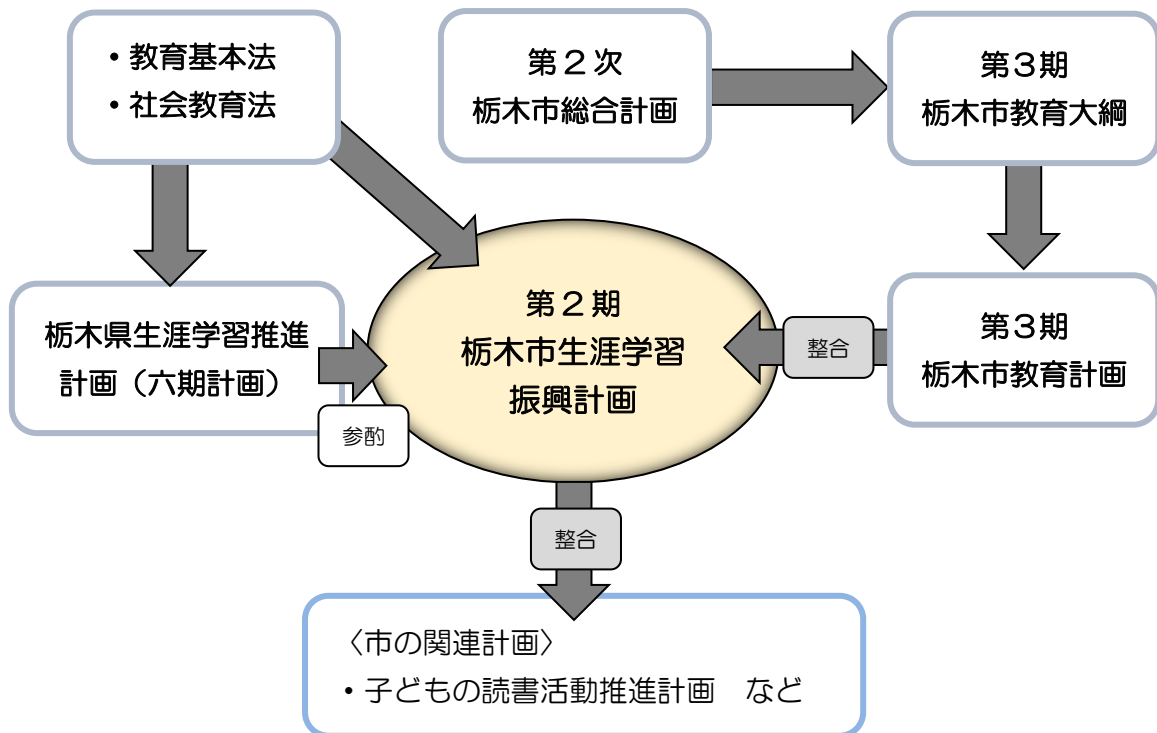 ・教育基本法
・社会教育法
第２次
栃木市総合計画
第３期
栃木市教育大綱
栃木県生涯学習推進
計画（六期計画）
参酌
第２期
栃木市生涯学習
振興計画
整合
第３期
栃木市教育計画
整合
〈市の関連計画〉
・子どもの読書活動推進計画　など